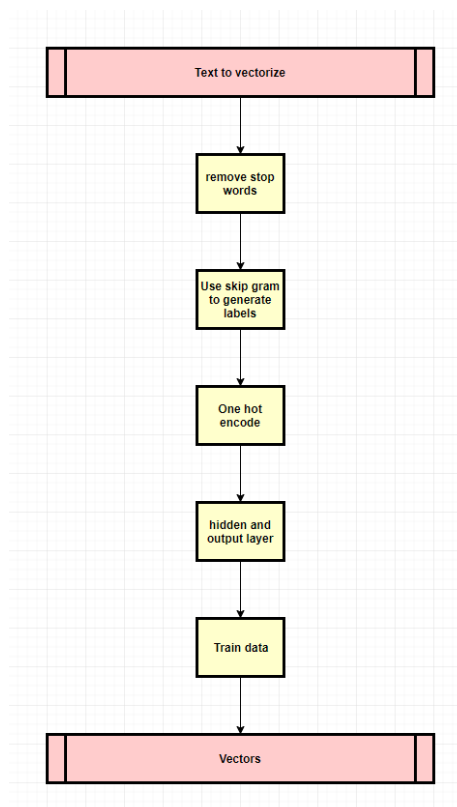 Text to vectorize
remove stop
words
Use skip gram
to generate
labels
One hot
encode
hidden and
output layer
Train data
Vectors